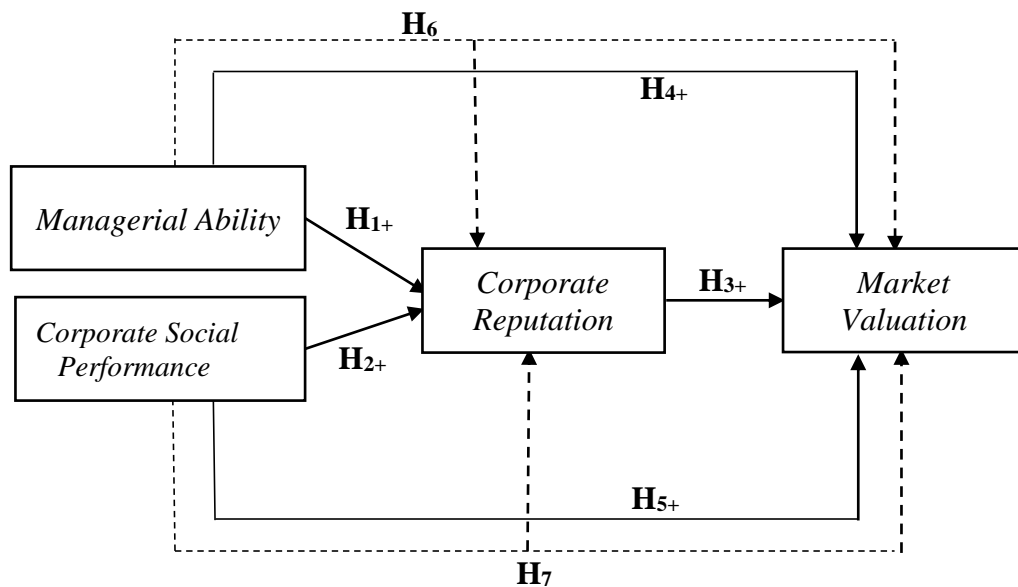 H6
H4+
Managerial Ability
H1+
Corporate
Reputation
H3+
Market
Valuation
Corporate Social
Performance
H2+
H5+
H7